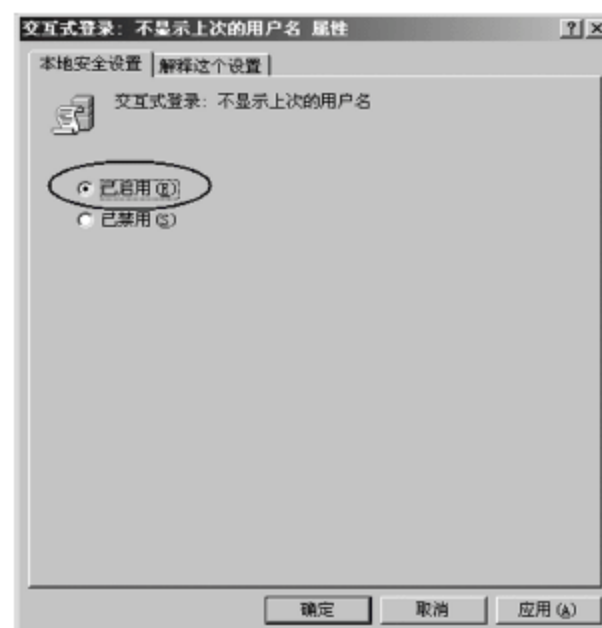 交互式登录: 不显示上次的用户名 属性
本地安全设置 解释这个设置
交互式登录: 不显示上次的用户名
已启用(E)
已禁用(S)
确定 取消 应用(A)